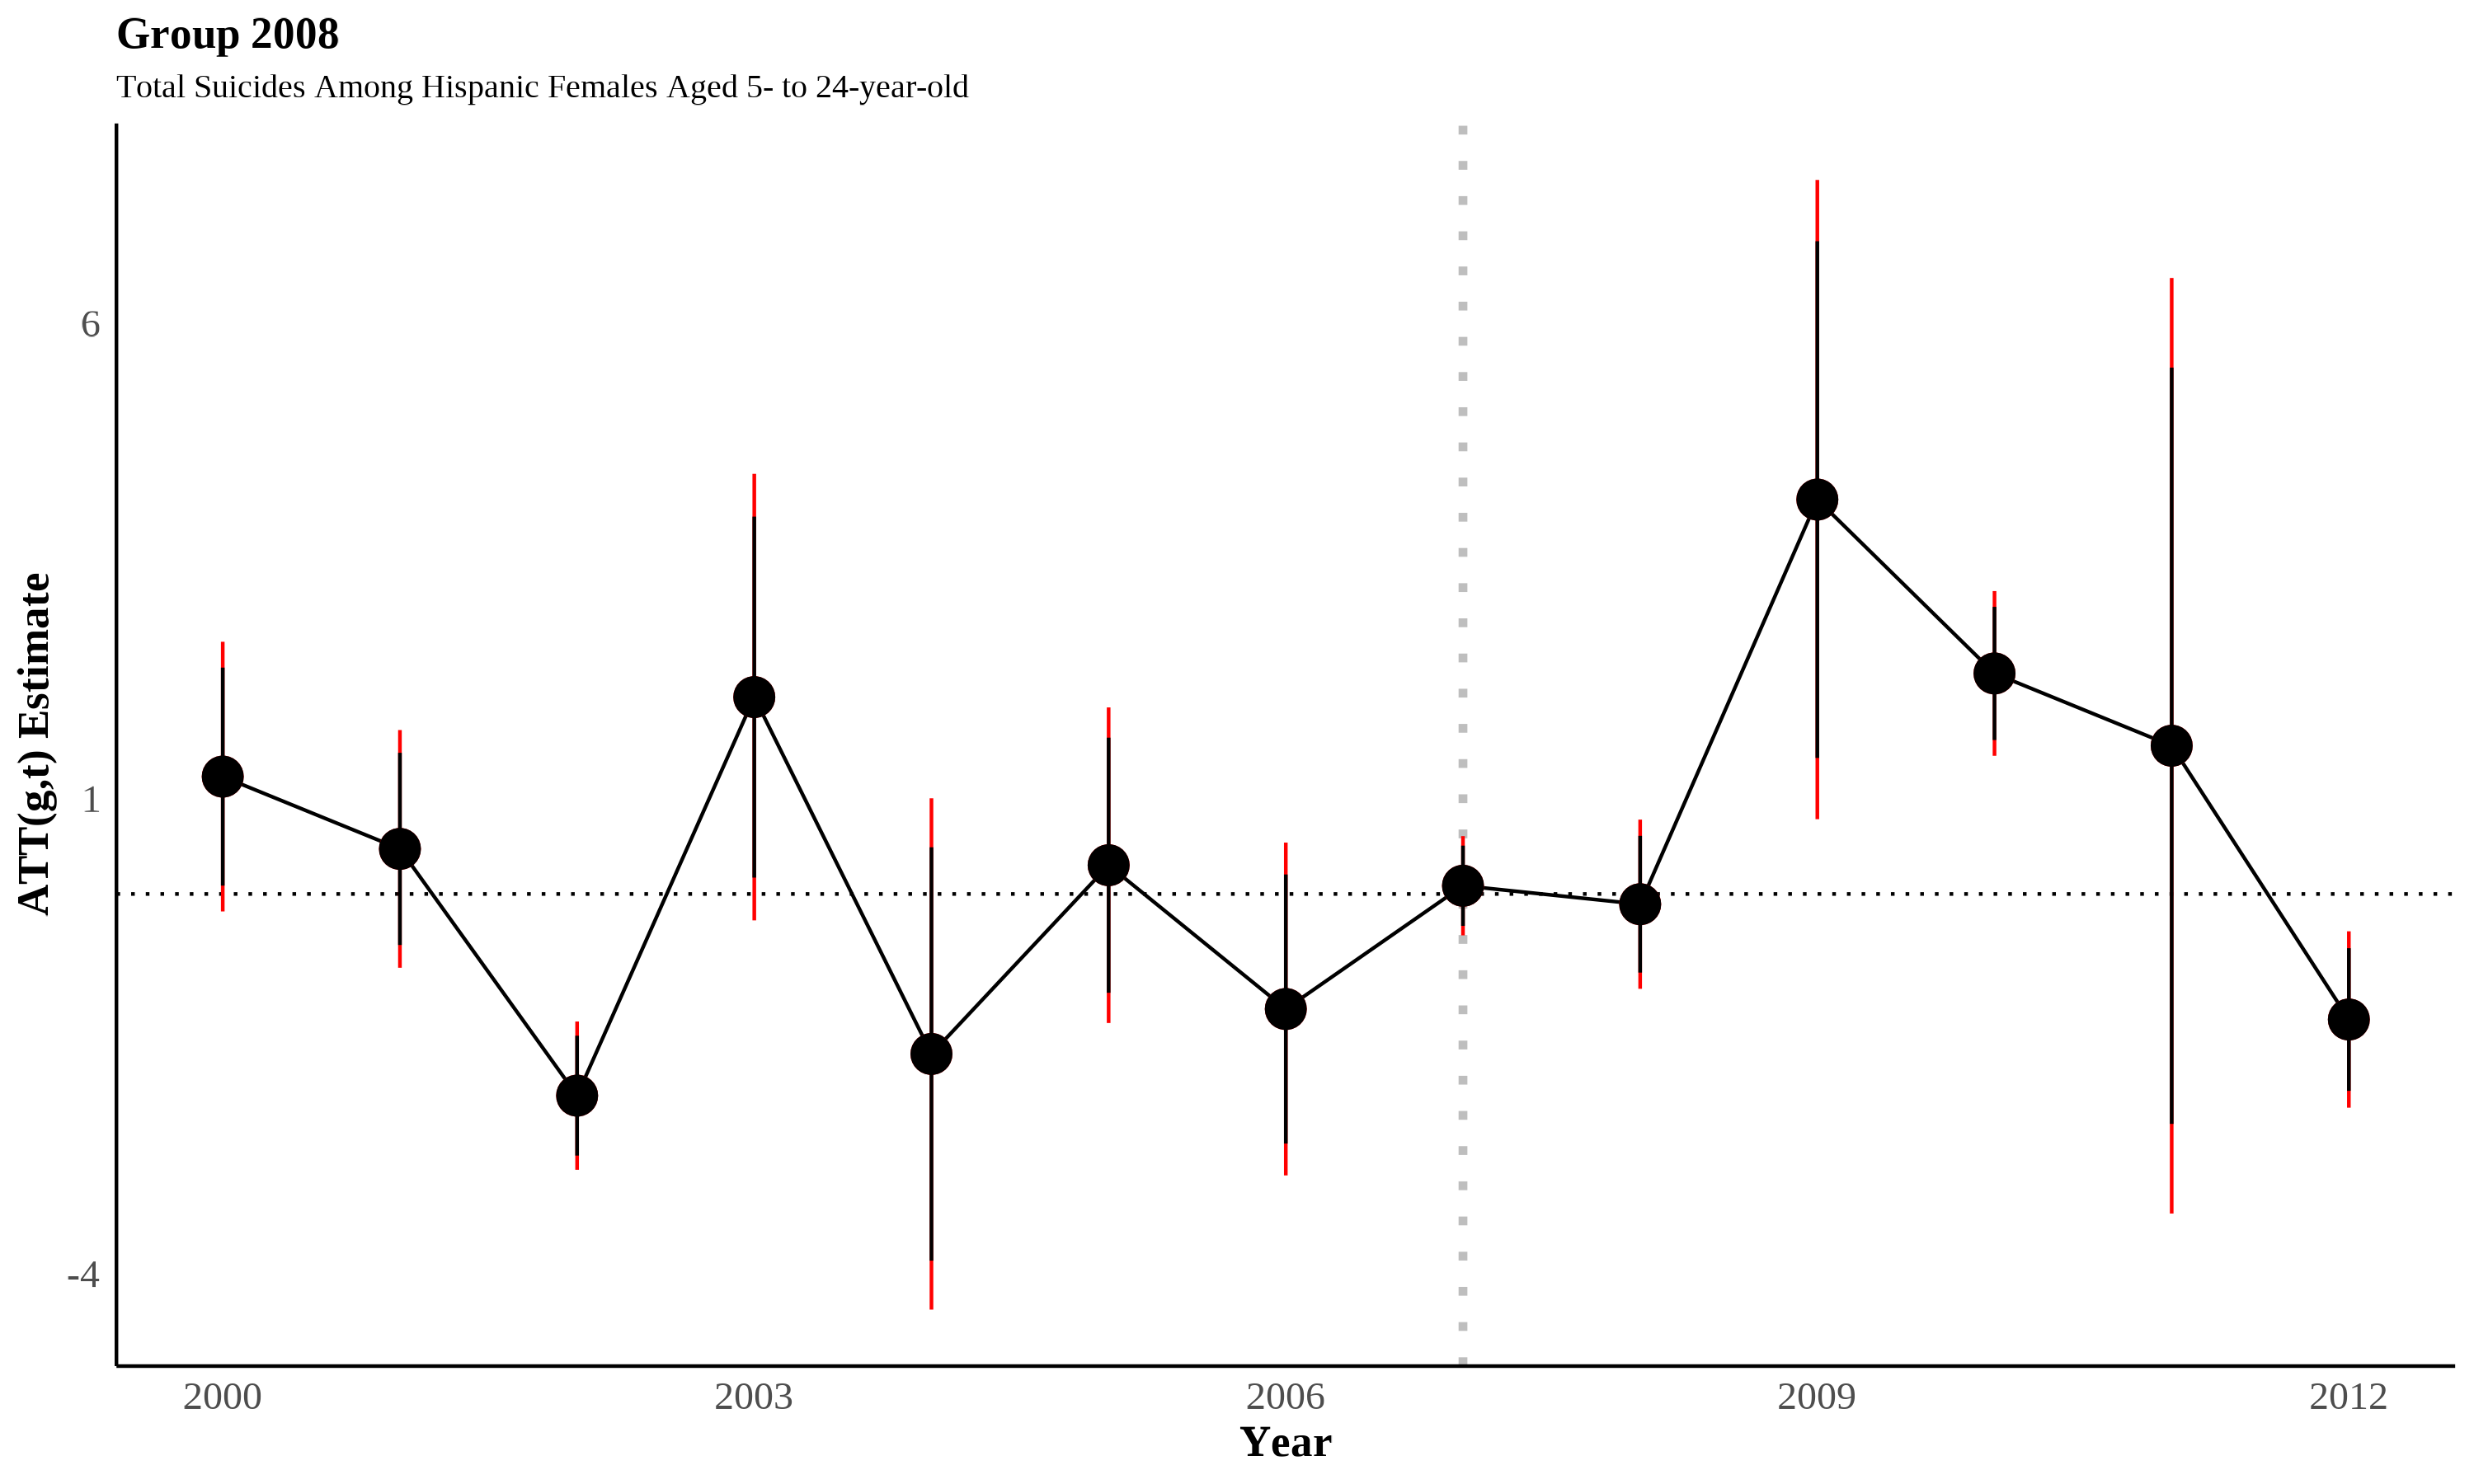 Group 2008
Total Suicides Among Hispanic Females Aged 5- to 24-year-old
ATT(g,t) Estimate
6
1
-4
2000 2003 2006 2009 2012
Year